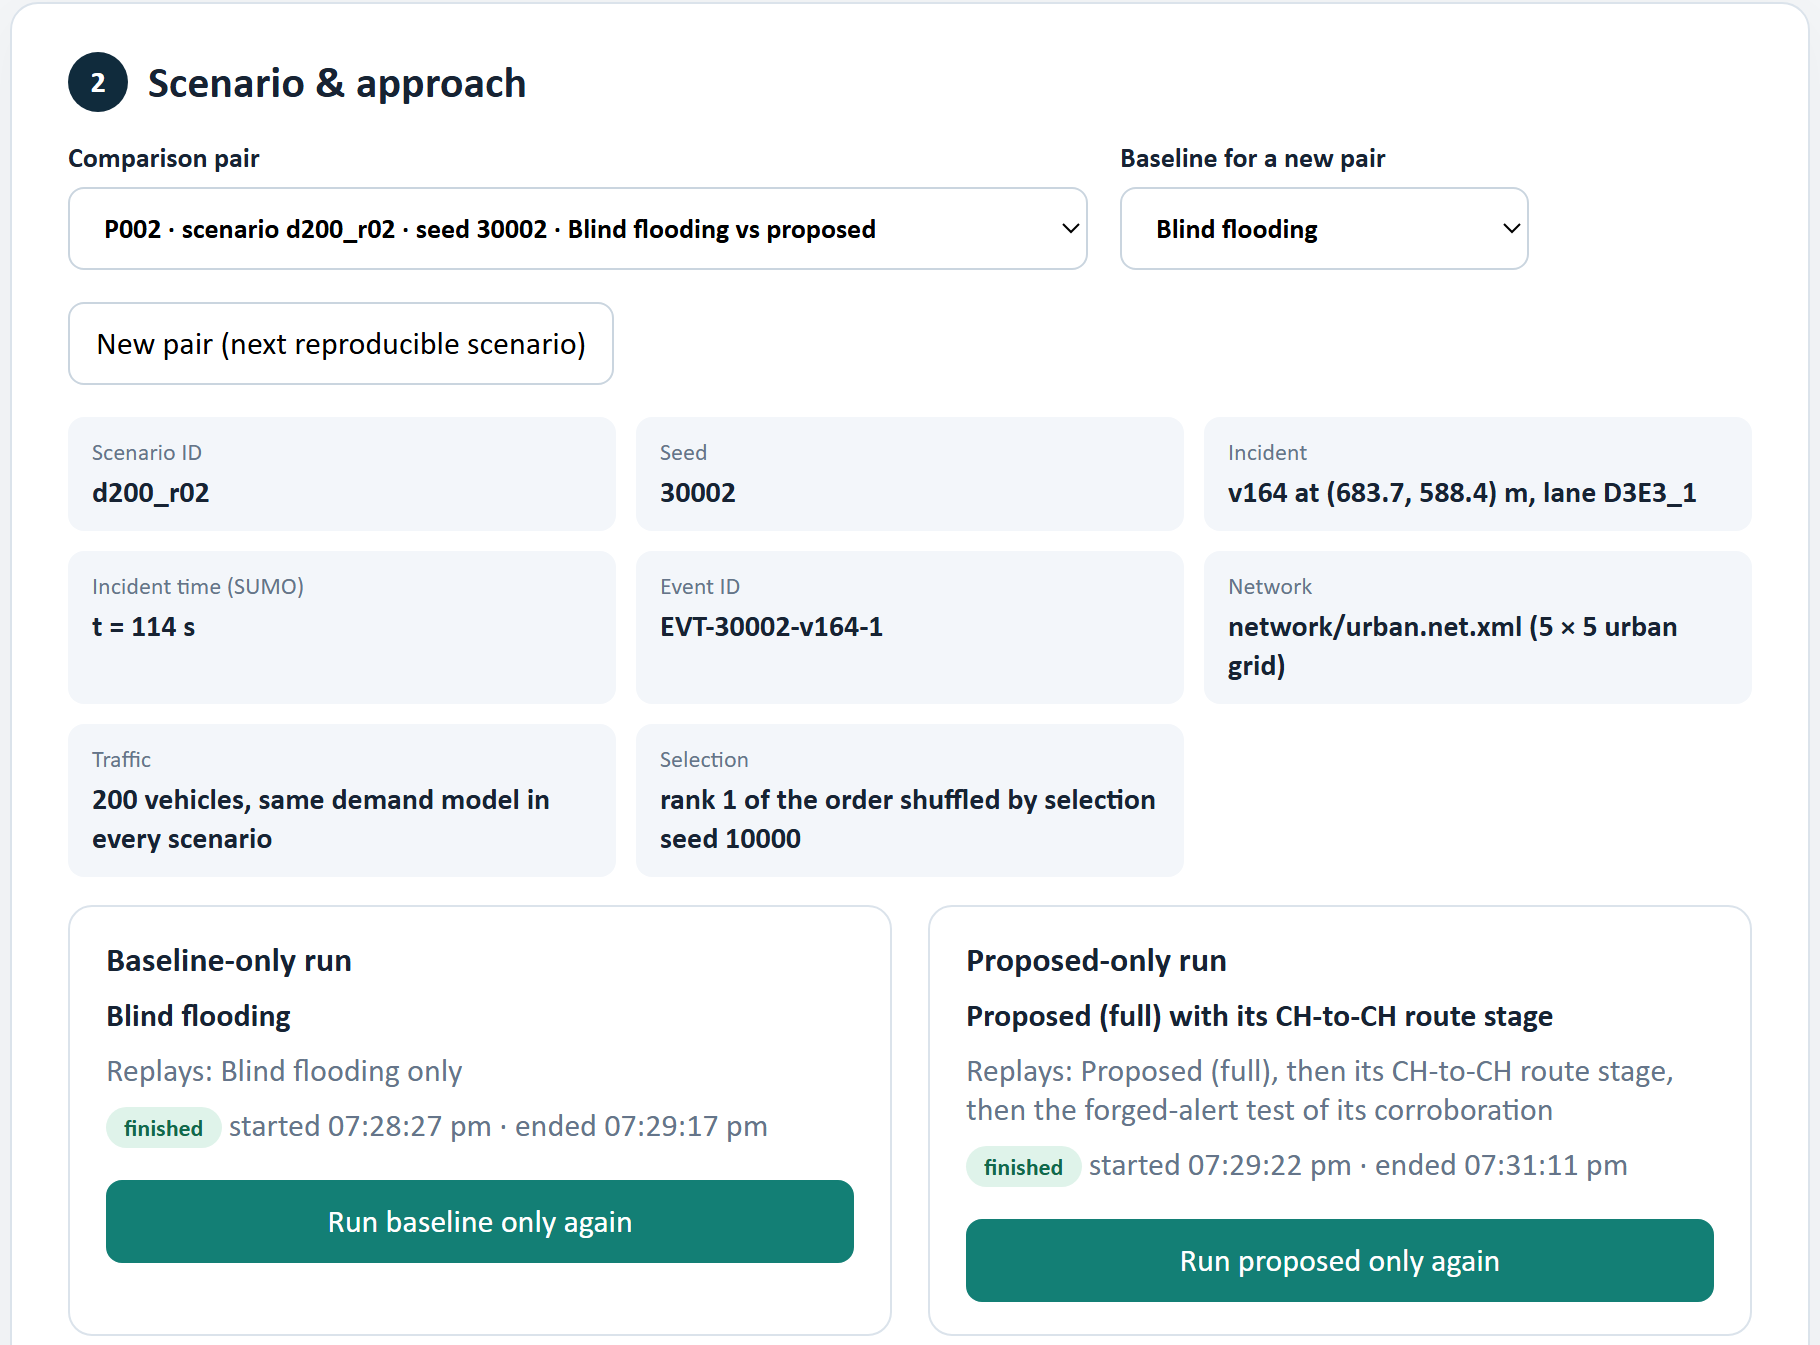 2 Scenario & approach
Comparison pair
Baseline for a new pair
P002 · scenario d200_r02 · seed 30002 · Blind flooding vs proposed
Blind flooding
New pair (next reproducible scenario)
Scenario ID
d200_r02
Seed
30002
Incident
v164 at (683.7, 588.4) m, lane D3E3_1
Incident time (SUMO)
t = 114 s
Event ID
EVT-30002-v164-1
Network
network/urban.net.xml (5 × 5 urban
grid)
Traffic
200 vehicles, same demand model in
every scenario
Selection
rank 1 of the order shuffled by selection
seed 10000
Baseline-only run
Blind flooding
Replays: Blind flooding only
finished started 07:28:27 pm · ended 07:29:17 pm
Run baseline only again
Proposed-only run
Proposed (full) with its CH-to-CH route stage
Replays: Proposed (full), then its CH-to-CH route stage,
then the forged-alert test of its corroboration
finished started 07:29:22 pm · ended 07:31:11 pm
Run proposed only again